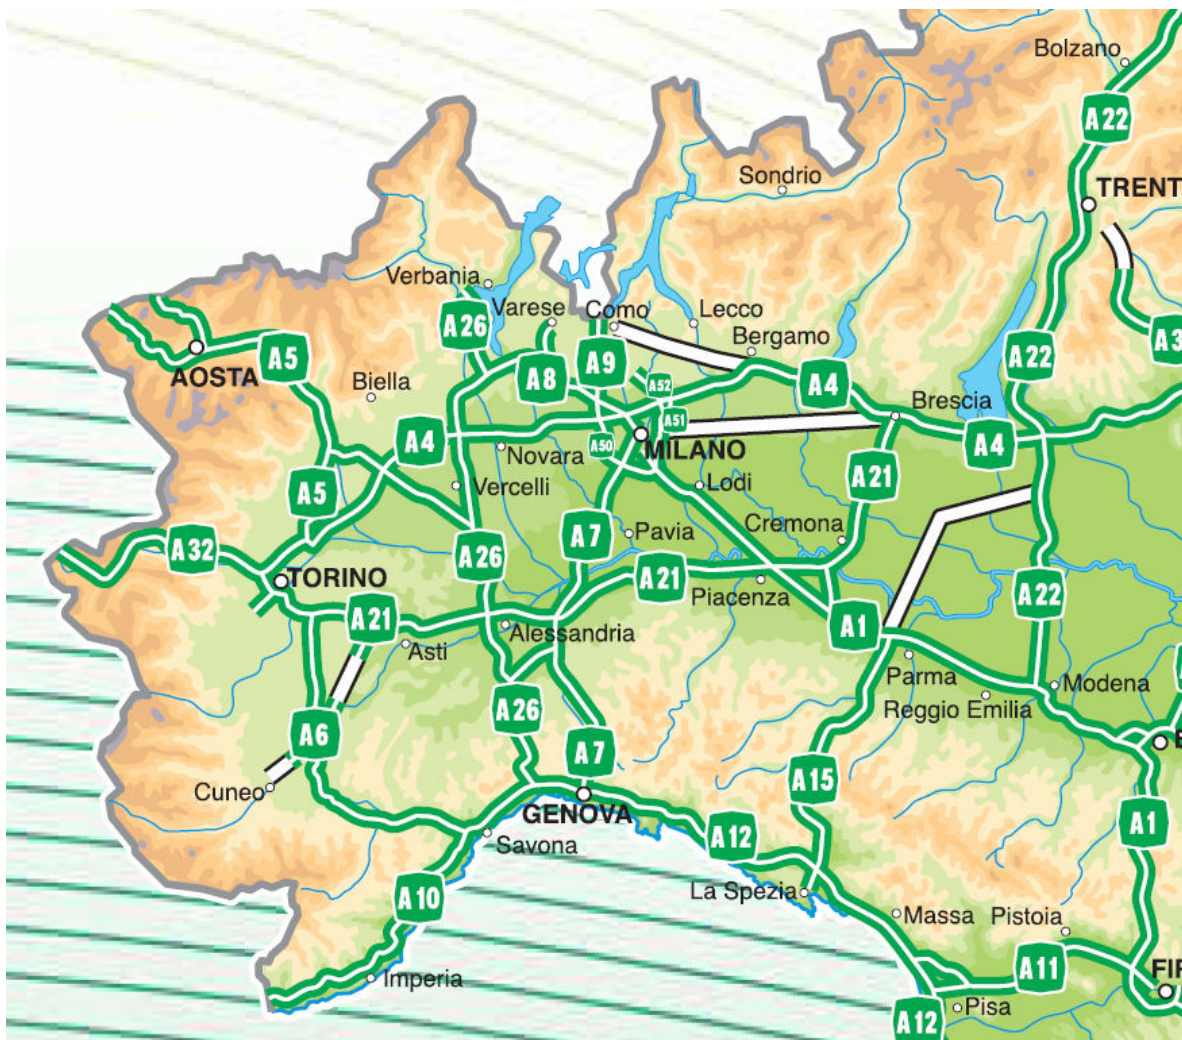 Bolzano
A22
Sondrio
TRENT
Verbania
Varese
Como
Lecco
A26
Bergamo
A22
A3
A5
A8
A9
A52
A4
AOSTA
Biella
Brescia
A51
A4
A50
A4
MILANO
Novara
A5
Vercelli
Lodi
A21
A32
A7
Pavia
Cremona
A26
TORINO
A21
Piacenza
A22
A21
Alessandria
A1
Asti
Parma
Modena
Reggio Emilia
A26
A6
A7
Cuneo
A15
GENOVA
A1
Savona
A12
La Spezia
A10
Massa
Pistoia
Imperia
A11
FIR
Pisa
A12